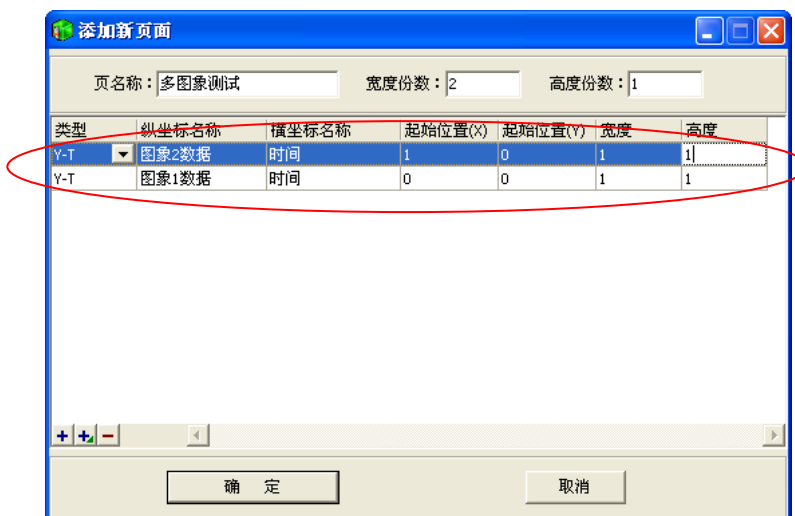 添加新页面
页名称：多图象测试 宽度份数：2 高度份数：1
类型 纵坐标名称 横坐标名称 起始位置(X) 起始位置(Y) 宽度 高度
Y-T 图象2数据 时间 1 0 1 1
Y-T 图象1数据 时间 0 0 1 1
确 定 取消